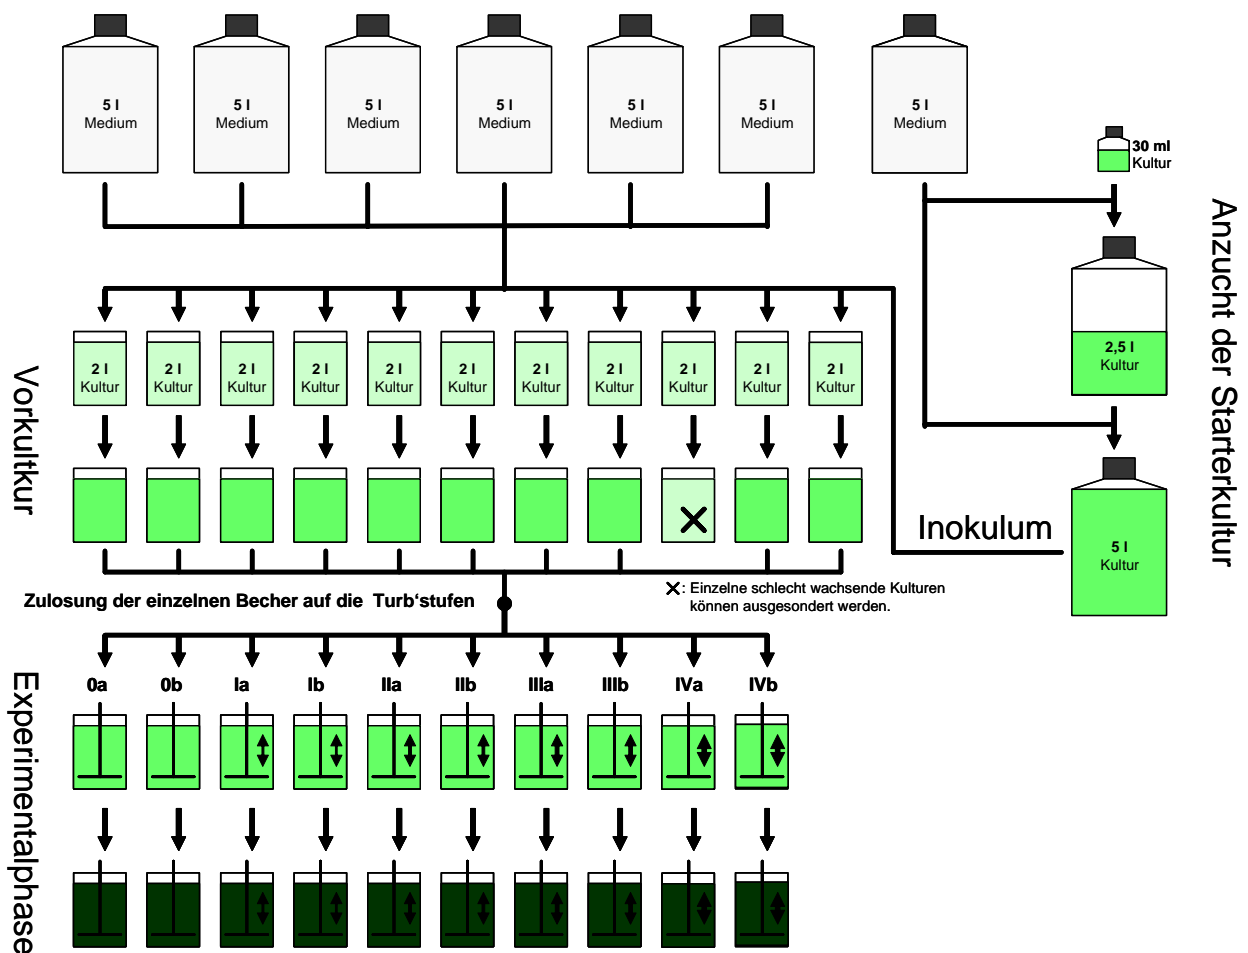 5 l
Medium
5 l
Medium
5 l
Medium
5 l
Medium
5 l
Medium
5 l
Medium
5 l
Medium
30 ml
Kultur
Anzucht der Starterkultur
2,5 l
Kultur
Vorkultkur
2 l
Kultur
2 l
Kultur
2 l
Kultur
2 l
Kultur
2 l
Kultur
2 l
Kultur
2 l
Kultur
2 l
Kultur
2 l
Kultur
2 l
Kultur
2 l
Kultur
Inokulum
5 l
Kultur
Zulosung der einzelnen Becher auf die Turb'stufen
X: Einzelne schlecht wachsende Kulturen
können ausgesondert werden.
Experimentalphase
0a
0b
Ia
Ib
IIa
IIb
IIIa
IIIb
IVa
IVb